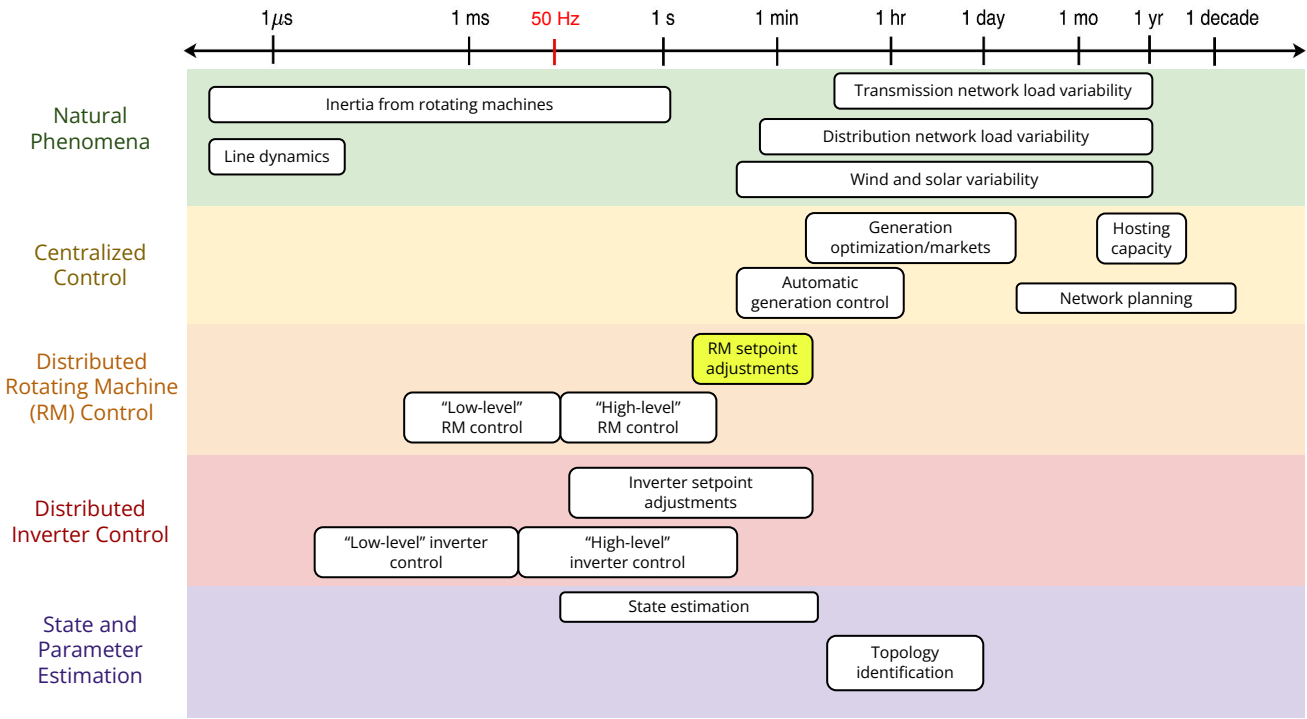 1μs
1 ms
50 Hz
1 s
1 min
1 hr
1 day
1 mo
1 yr
1 decade
Natural
Phenomena
Inertia from rotating machines
Line dynamics
Transmission network load variability
Distribution network load variability
Wind and solar variability
Centralized
Control
Generation
optimization/markets
Hosting
capacity
Automatic
generation control
Network planning
Distributed
Rotating Machine
(RM) Control
RM setpoint
adjustments
“Low-level”
RM control
“High-level”
RM control
Distributed
Inverter Control
Inverter setpoint
adjustments
“Low-level” inverter
control
“High-level”
inverter control
State and
Parameter
Estimation
State estimation
Topology
identification